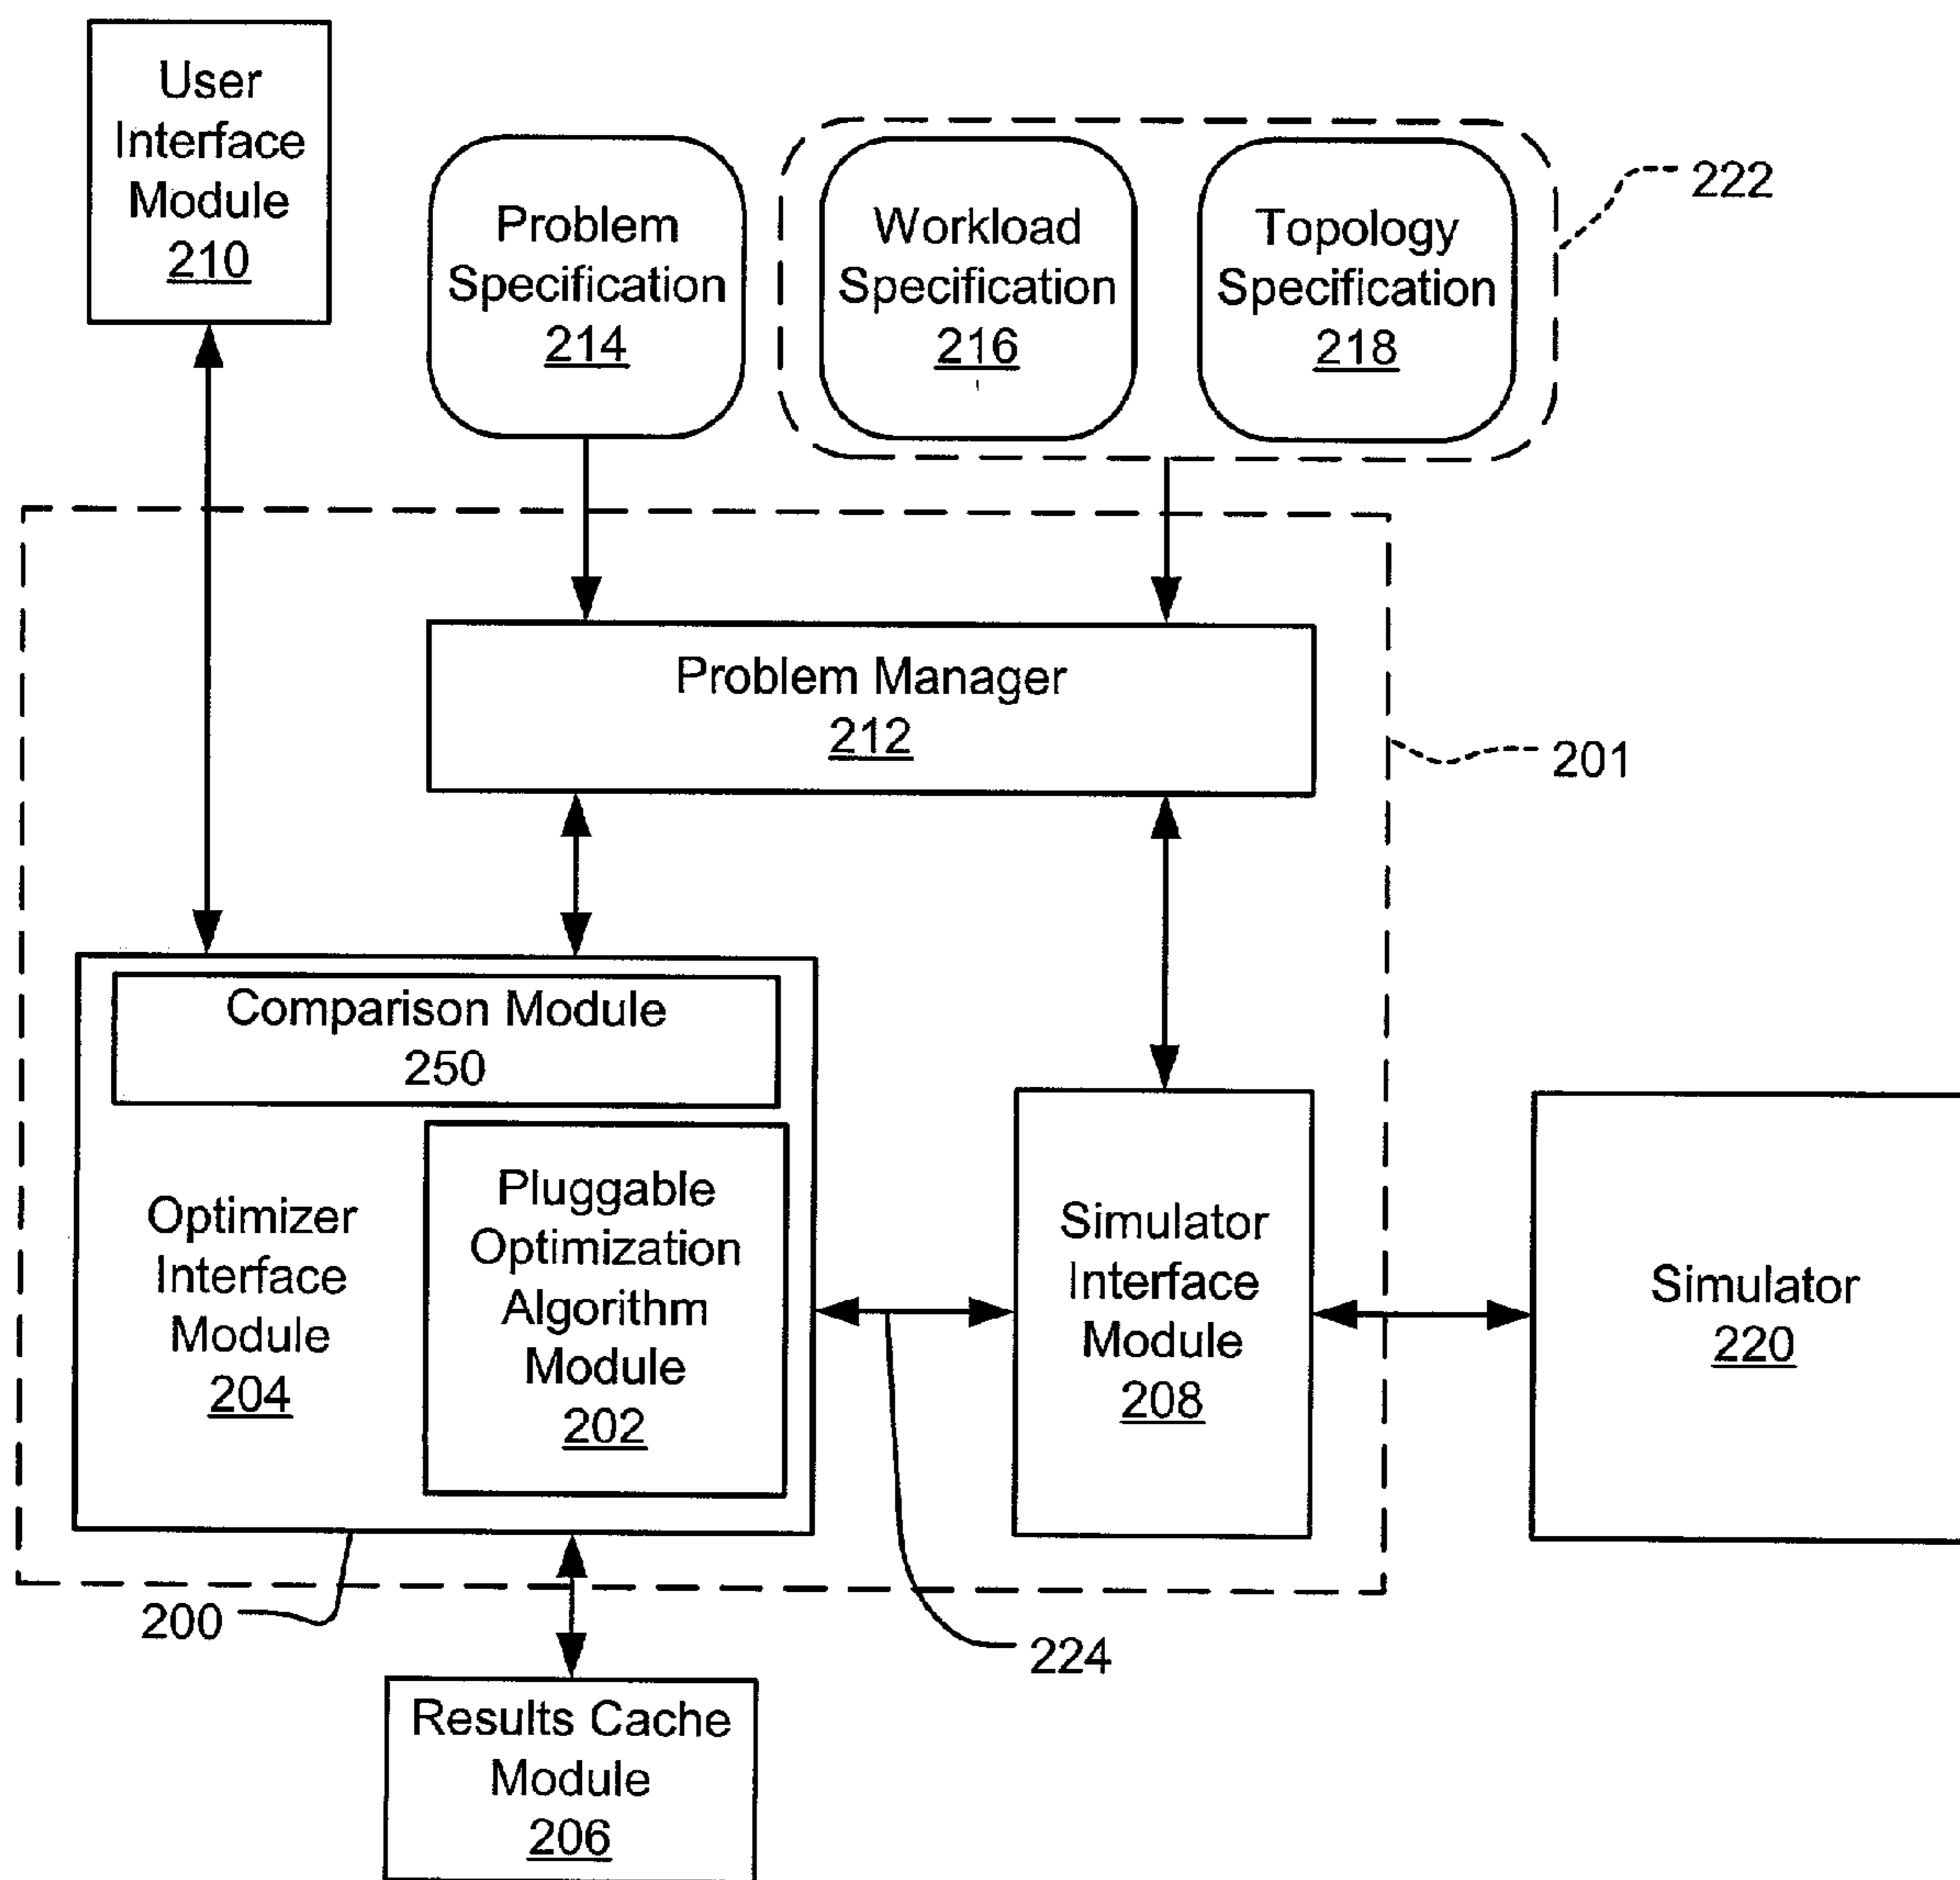 User
Interface
Module
210
Problem
Specification
214
Workload
Specification
216
Topology
Specification
218
222
Problem Manager
212
201
Comparison Module
250
Optimizer
Interface
Module
204
Pluggable
Optimization
Algorithm
Module
202
Simulator
Interface
Module
208
Simulator
220
200
224
Results Cache
Module
206